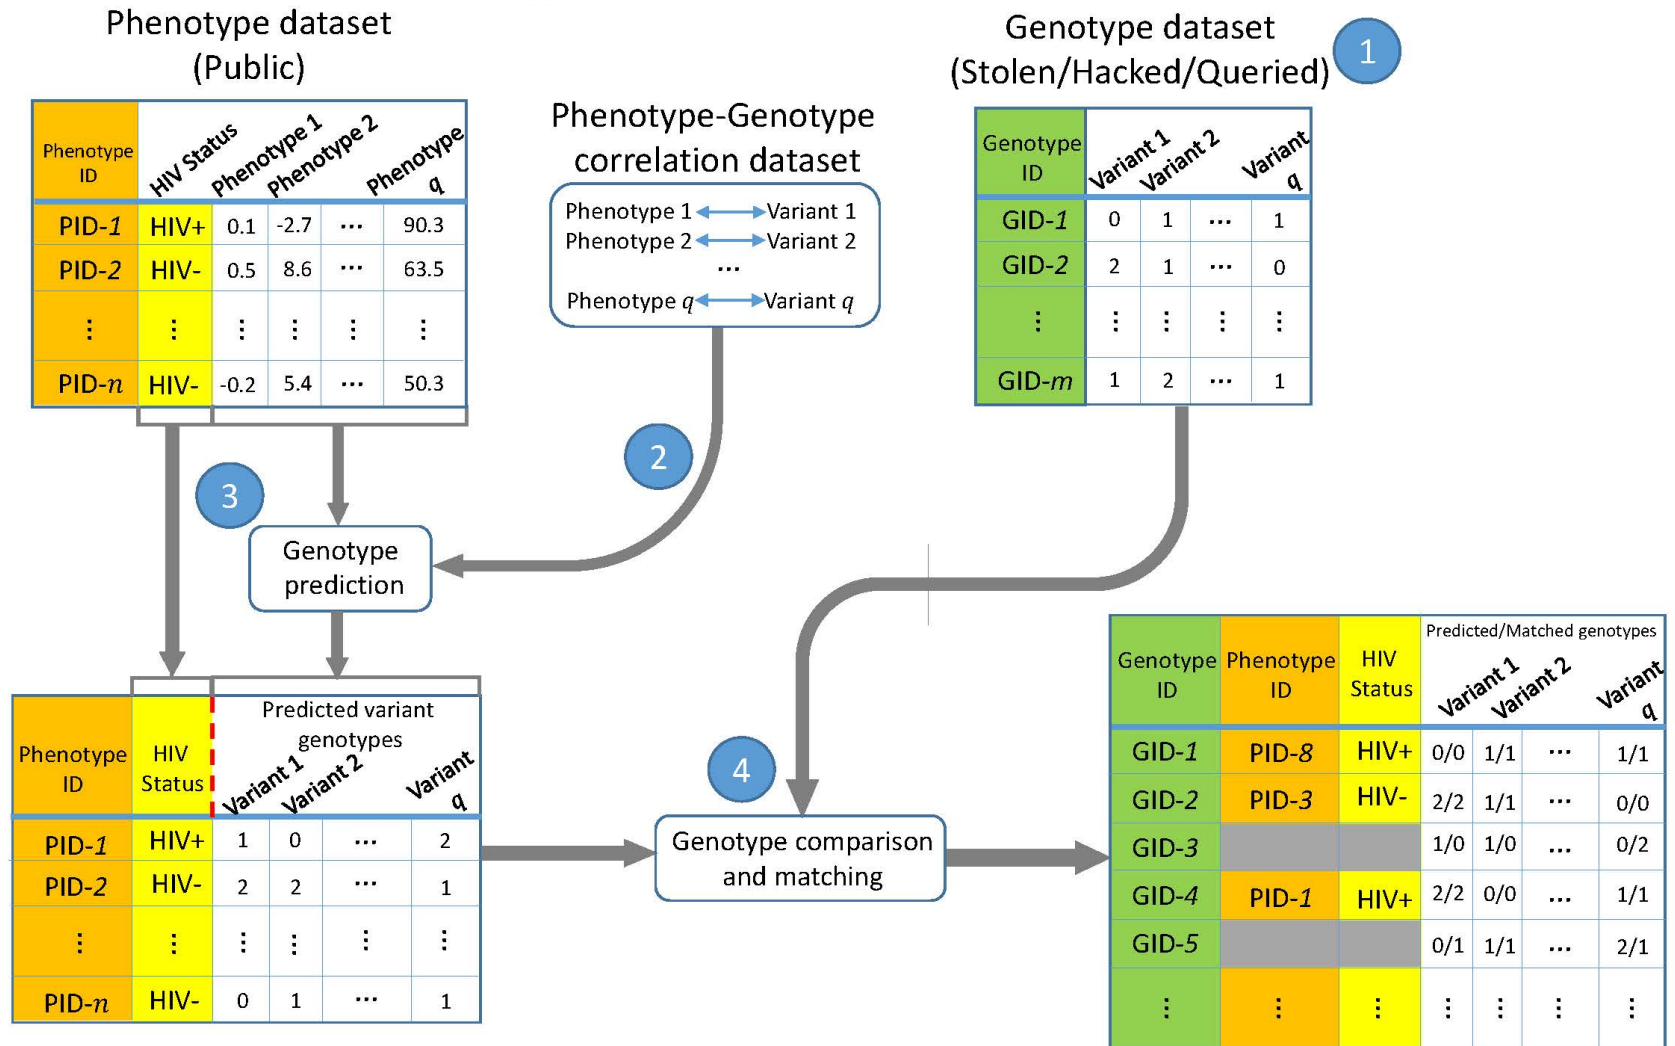 Phenotype dataset
(Public)
Phenotype
ID
HIV Status
Phenotype 1
Phenotype 2
Phenotype
q
PID-1 HIV+ 0.1 -2.7 ... 90.3
PID-2 HIV- 0.5 8.6 ... 63.5
⋮ ⋮ ⋮ ⋮ ⋮
PID-n HIV- -0.2 5.4 ... 50.3
Phenotype-Genotype
correlation dataset
Phenotype 1 Variant 1
Phenotype 2 Variant 2
...
Phenotype q Variant q
Genotype dataset
(Stolen/Hacked/Queried)
1
Genotype
ID
Variant 1
Variant 2
Variant
q
GID-1 0 1 ... 1
GID-2 2 1 ... 0
⋮ ⋮ ⋮ ⋮ ⋮
GID-m 1 2 ... 1
2
3
Genotype
prediction
Phenotype
ID
HIV
Status
Predicted variant
genotypes
Variant 1
Variant 2
Variant
q
PID-1 HIV+ 1 0 ... 2
PID-2 HIV- 2 2 ... 1
⋮ ⋮ ⋮ ⋮ ⋮ ⋮
PID-n HIV- 0 1 ... 1
4
Genotype comparison
and matching
Genotype
ID
Phenotype
ID
HIV
Status
Predicted/Matched genotypes
Variant 1
Variant 2
Variant
q
GID-1 PID-8 HIV+ 0/0 1/1 ... 1/1
GID-2 PID-3 HIV- 2/2 1/1 ... 0/0
GID-3 1/0 1/0 ... 0/2
GID-4 PID-1 HIV+ 2/2 0/0 ... 1/1
GID-5 0/1 1/1 ... 2/1
⋮ ⋮ ⋮ ⋮ ⋮ ⋮ ⋮